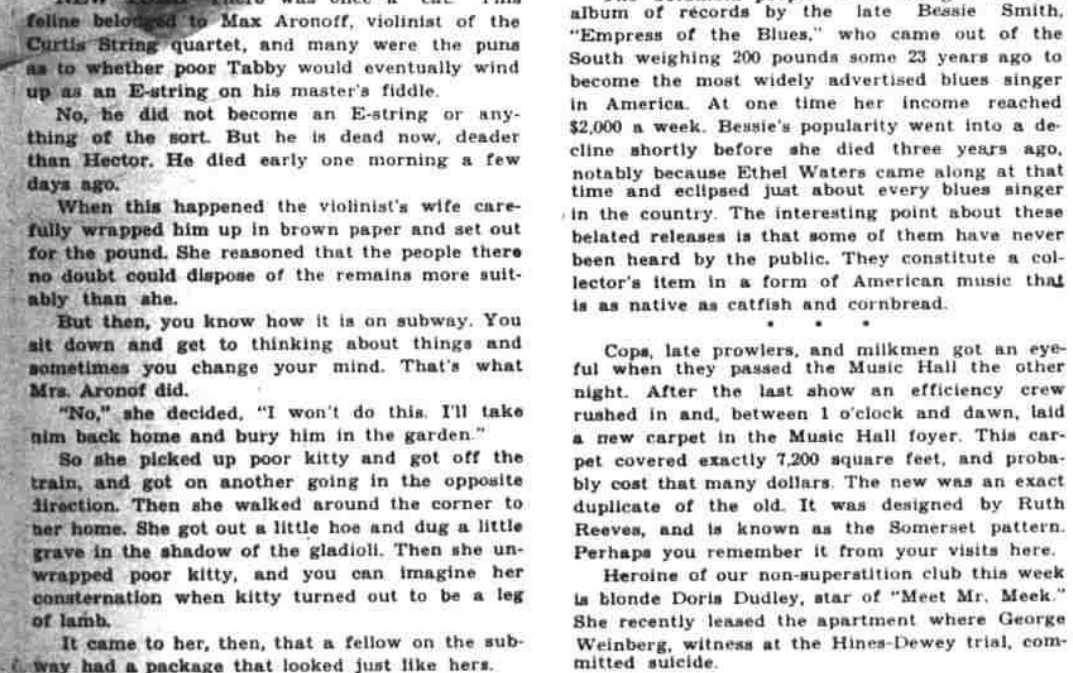 feline belonged to Max Aronoff, violinist of the
Curtis String quartet, and many were the puns
as to whether poor Tabby would eventually wind
up as an E-string on his master's fiddle.
No, he did not become an E-string or any-
thing of the sort. But he is dead now, deader
than Hector. He died early one morning a few
days ago.
When this happened the violinist's wife care-
fully wrapped him up in brown paper and set out
for the pound. She reasoned that the people there
no doubt could dispose of the remains more suit-
ably than she.
But then, you know how it is on subway. You
sit down and get to thinking about things and
sometimes you change your mind. That's what
Mrs. Aronof did.
"No," she decided, "I won't do this. I'll take
him back home and bury him in the garden."
So she picked up poor kitty and got off the
train, and got on another going in the opposite
direction. Then she walked around the corner to
her home. She got out a little hoe and dug a little
grave in the shadow of the gladioli. Then she un-
wrapped poor kitty, and you can imagine her
consternation when kitty turned out to be a leg
of lamb.
It came to her, then, that a fellow on the sub-
way had a package that looked just like hers.
album of records by the late Bessie Smith,
"Empress of the Blues," who came out of the
South weighing 200 pounds some 23 years ago to
become the most widely advertised blues singer
in America. At one time her income reached
$2,000 a week. Bessie's popularity went into a de-
cline shortly before she died three years ago,
notably because Ethel Waters came along at that
time and eclipsed just about every blues singer
in the country. The interesting point about these
belated releases is that some of them have never
been heard by the public. They constitute a col-
lector's item in a form of American music that
is as native as catfish and cornbread.
* * *
Cops, late prowlers, and milkmen got an eye-
ful when they passed the Music Hall the other
night. After the last show an efficiency crew
rushed in and, between 1 o'clock and dawn, laid
a new carpet in the Music Hall foyer. This car-
pet covered exactly 7,200 square feet, and proba-
bly cost that many dollars. The new was an exact
duplicate of the old. It was designed by Ruth
Reeves, and is known as the Somerset pattern.
Perhaps you remember it from your visits here.
Heroine of our non-superstition club this week
is blonde Doris Dudley, star of "Meet Mr. Meek."
She recently leased the apartment where George
Weinberg, witness at the Hines-Dewey trial, com-
mitted suicide.